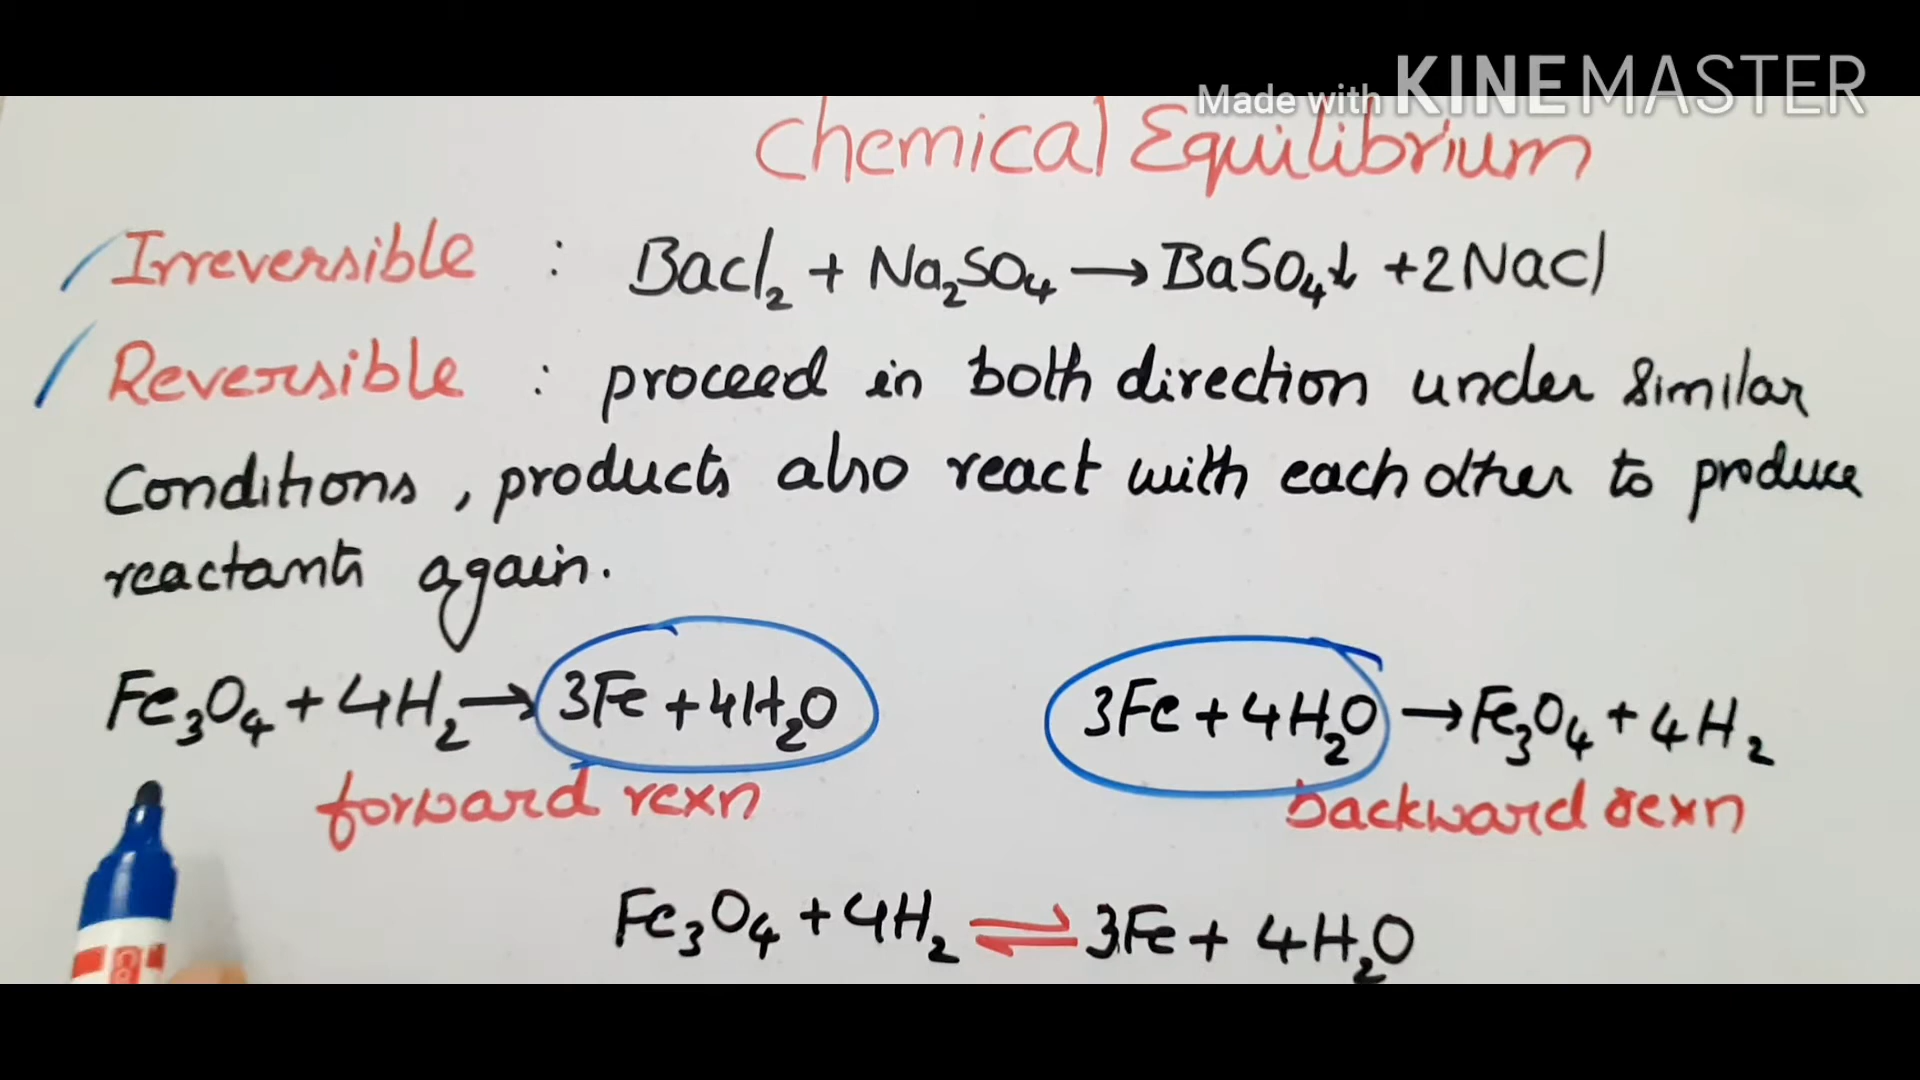 Made with KINEMASTER
Chemical Equilibrium
Irreversible : Bacl₂ + Na₂SO₄ → BaSO₄↓ + 2NaCl
Reversible : proceed in both direction under similar
Conditions, products also react with each other to produce
reactants again.
Fe₃O₄ + 4H₂ → 3Fe + 4H₂O 3Fe + 4H₂O → Fe₃O₄ + 4H₂
forward rexn backward rexn
Fe₃O₄ + 4H₂ ⇌ 3Fe + 4H₂O